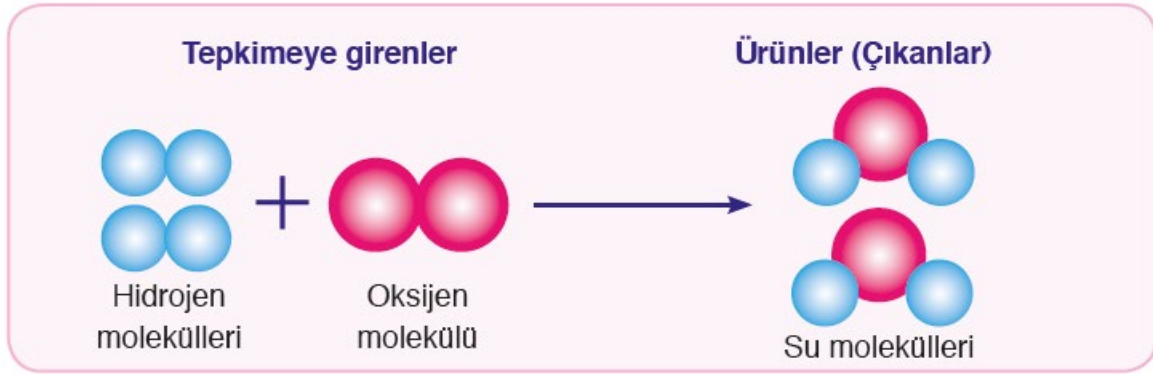 Tepkimeye girenler
Ürünler (Çıkanlar)
+
Hidrojen
molekülleri
Oksijen
molekülü
Su molekülleri